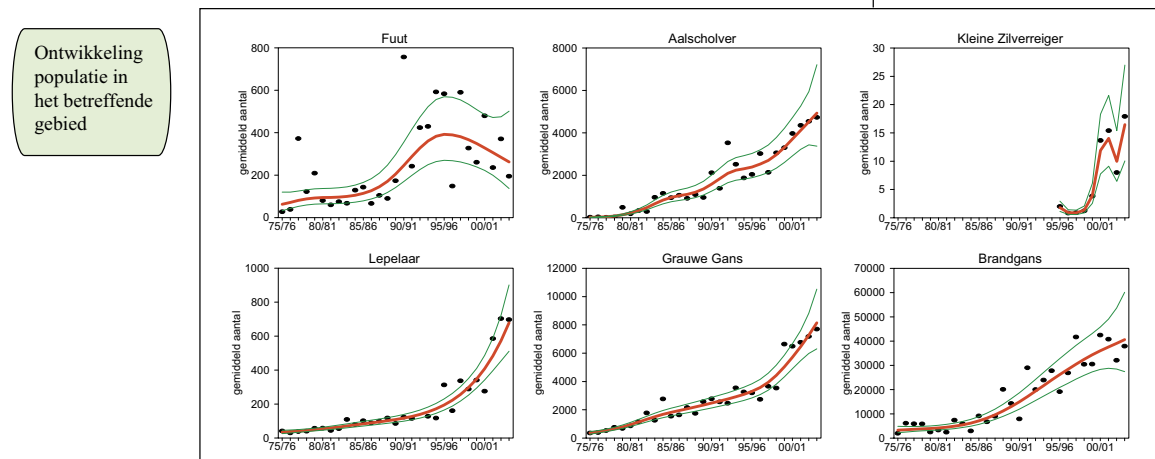 Ontwikkeling
populatie in
het betreffende
gebied
Fuut
gemiddeld aantal
800
600
400
200
0
75/76 80/81 85/86 90/91 95/96 00/01
Aalscholver
gemiddeld aantal
8000
6000
4000
2000
0
75/76 80/81 85/86 90/91 95/96 00/01
Kleine Zilverreiger
gemiddeld aantal
30
25
20
15
10
5
0
75/76 80/81 85/86 90/91 95/96 00/01
Lepelaar
gemiddeld aantal
1000
800
600
400
200
0
75/76 80/81 85/86 90/91 95/96 00/01
Grauwe Gans
gemiddeld aantal
12000
10000
8000
6000
4000
2000
0
75/76 80/81 85/86 90/91 95/96 00/01
Brandgans
gemiddeld aantal
70000
60000
50000
40000
30000
20000
10000
0
75/76 80/81 85/86 90/91 95/96 00/01